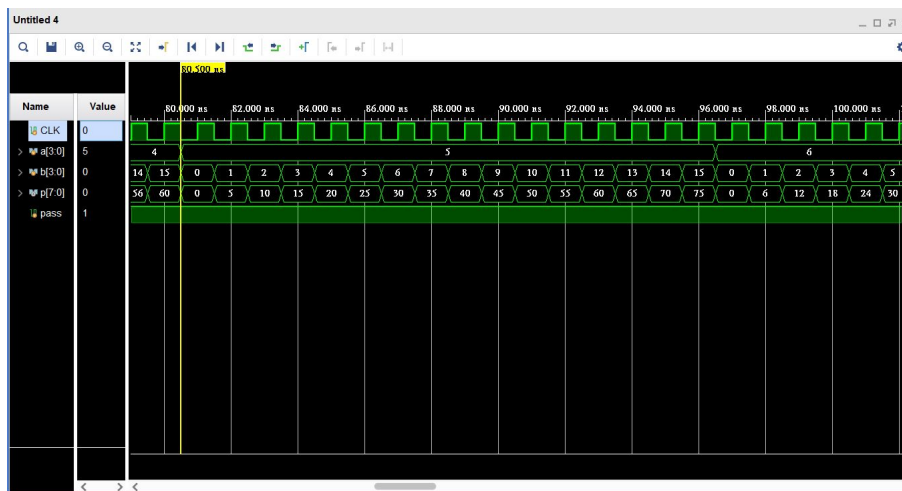 Untitled 4
80.500 ns
Name Value
80.000 ns 82.000 ns 84.000 ns 86.000 ns 88.000 ns 90.000 ns 92.000 ns 94.000 ns 96.000 ns 98.000 ns 100.000 ns
CLK 0
a[3:0] 5 4 5 6
b[3:0] 0 14 15 0 1 2 3 4 5 6 7 8 9 10 11 12 13 14 15 0 1 2 3 4 5
p[7:0] 0 56 60 0 5 10 15 20 25 30 35 40 45 50 55 60 65 70 75 0 6 12 18 24 30
pass 1